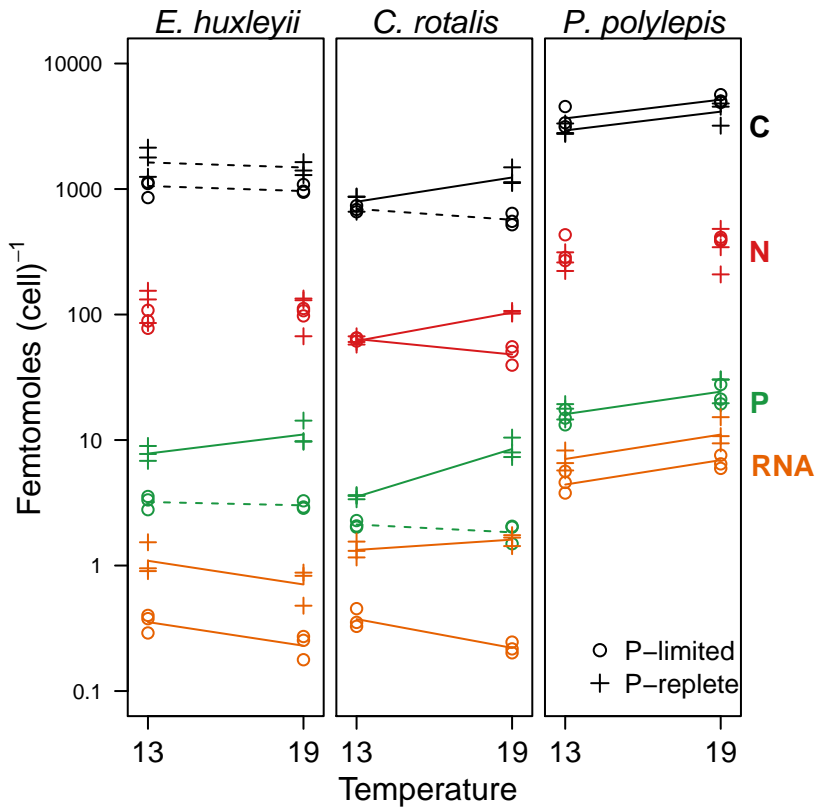 E. huxleyii C. rotalis P. polylepis
Femtomoles (cell)−1
10000
1000
100
10
1
0.1
C
N
P
RNA
P−limited
P−replete
13 19 13 19 13 19
Temperature